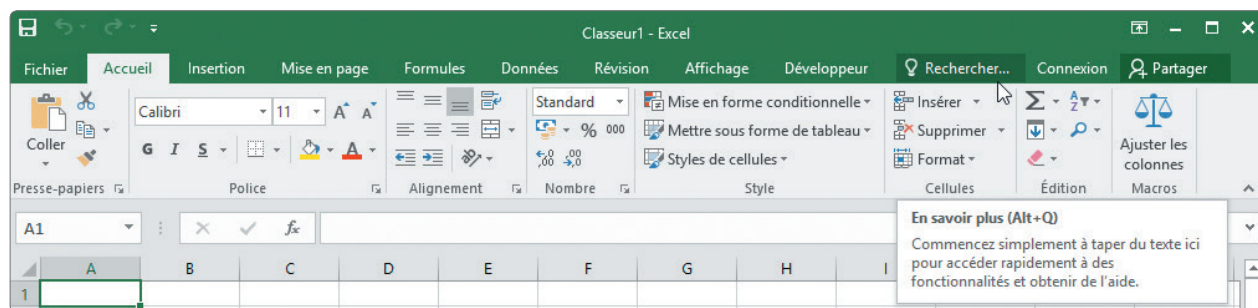 Classeur1 - Excel
Fichier Accueil Insertion Mise en page Formules Données Révision Affichage Développeur Rechercher... Connexion Partager
Calibri 11 A A Standard Mise en forme conditionnelle Insérer Σ A Z
Coller % 000 Mettre sous forme de tableau Supprimer Ajuster les
G I S A ,00 ,0 ,00 Styles de cellules Format colonnes
Presse-papiers Police Alignement Nombre Style Cellules Édition Macros
A1 fx
En savoir plus (Alt+Q)
Commencez simplement à taper du texte ici
pour accéder rapidement à des
fonctionnalités et obtenir de l'aide.
A B C D E F G H I
1